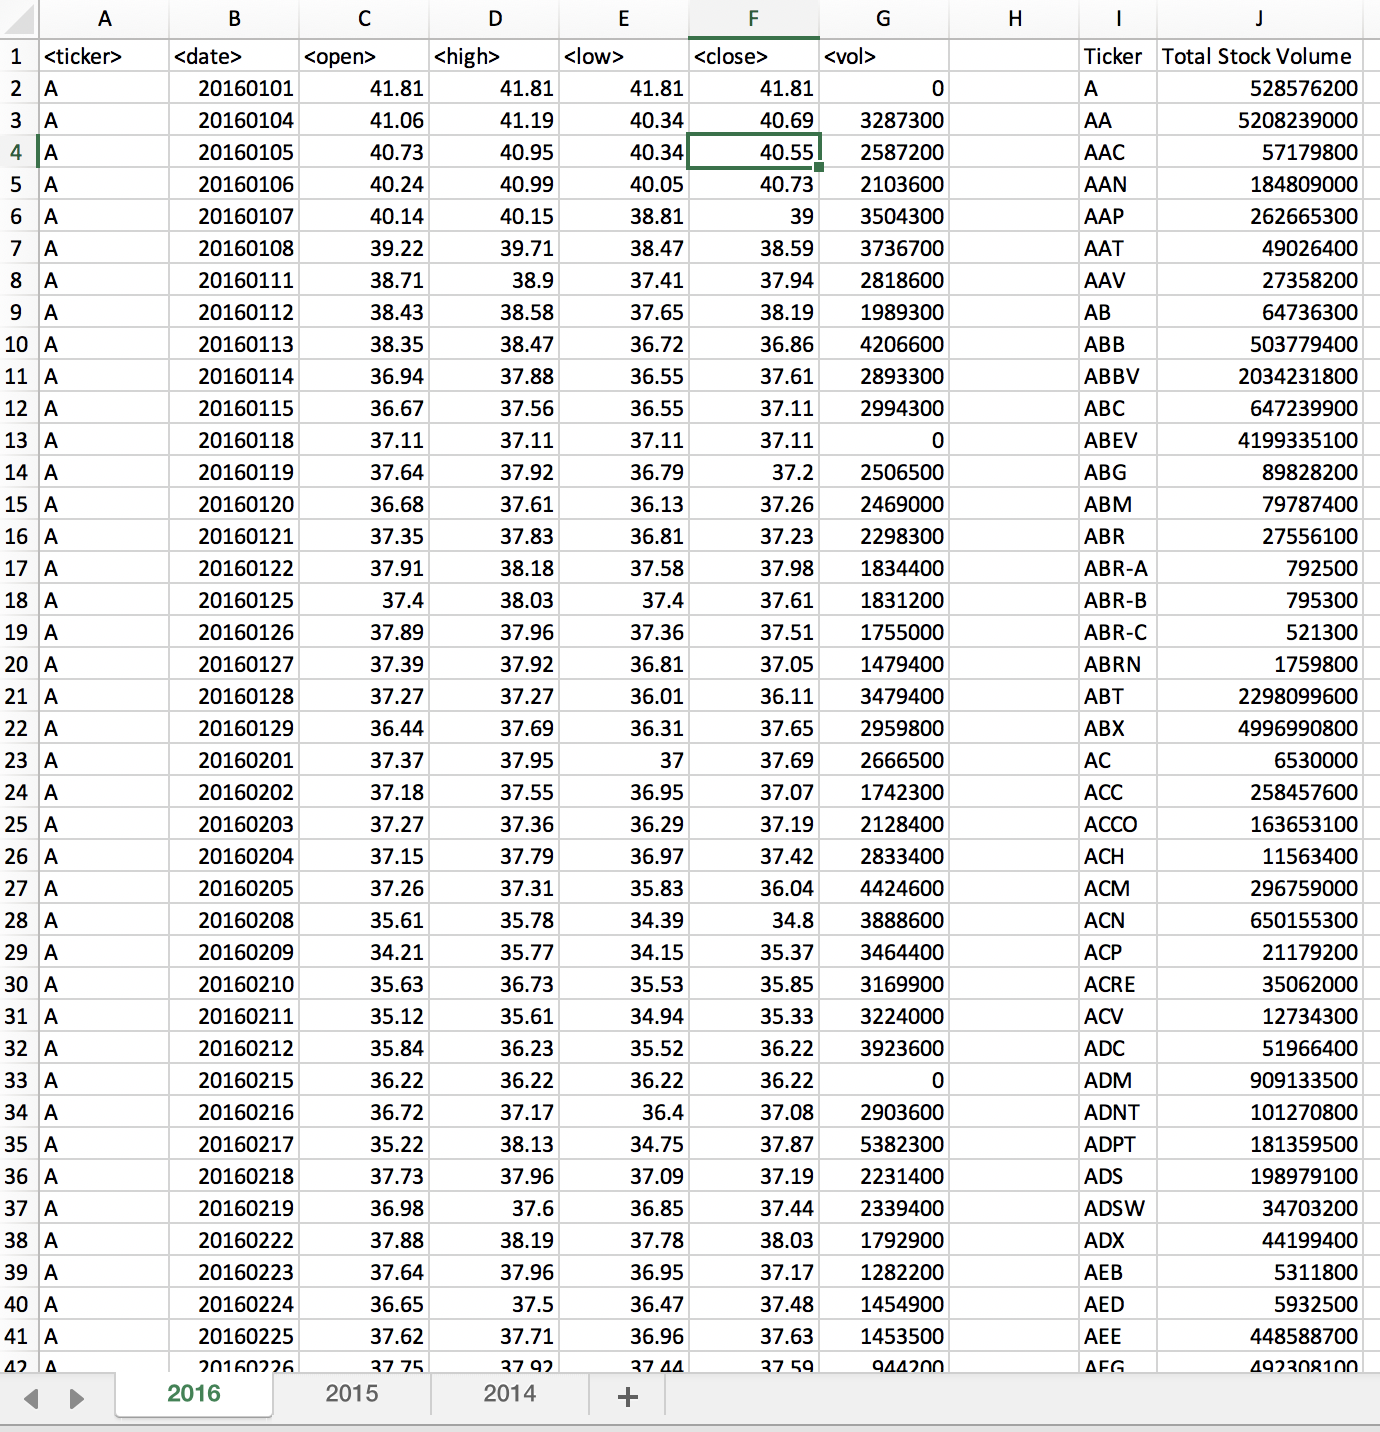 A B C D E F G H I J
1 <ticker> <date> <open> <high> <low> <close> <vol> Ticker Total Stock Volume
2 A 20160101 41.81 41.81 41.81 41.81 0 A 528576200
3 A 20160104 41.06 41.19 40.34 40.69 3287300 AA 5208239000
4 A 20160105 40.73 40.95 40.34 40.55 2587200 AAC 57179800
5 A 20160106 40.24 40.99 40.05 40.73 2103600 AAN 184809000
6 A 20160107 40.14 40.15 38.81 39 3504300 AAP 262665300
7 A 20160108 39.22 39.71 38.47 38.59 3736700 AAT 49026400
8 A 20160111 38.71 38.9 37.41 37.94 2818600 AAV 27358200
9 A 20160112 38.43 38.58 37.65 38.19 1989300 AB 64736300
10 A 20160113 38.35 38.47 36.72 36.86 4206600 ABB 503779400
11 A 20160114 36.94 37.88 36.55 37.61 2893300 ABBV 2034231800
12 A 20160115 36.67 37.56 36.55 37.11 2994300 ABC 647239900
13 A 20160118 37.11 37.11 37.11 37.11 0 ABEV 4199335100
14 A 20160119 37.64 37.92 36.79 37.2 2506500 ABG 89828200
15 A 20160120 36.68 37.61 36.13 37.26 2469000 ABM 79787400
16 A 20160121 37.35 37.83 36.81 37.23 2298300 ABR 27556100
17 A 20160122 37.91 38.18 37.58 37.98 1834400 ABR-A 792500
18 A 20160125 37.4 38.03 37.4 37.61 1831200 ABR-B 795300
19 A 20160126 37.89 37.96 37.36 37.51 1755000 ABR-C 521300
20 A 20160127 37.39 37.92 36.81 37.05 1479400 ABRN 1759800
21 A 20160128 37.27 37.27 36.01 36.11 3479400 ABT 2298099600
22 A 20160129 36.44 37.69 36.31 37.65 2959800 ABX 4996990800
23 A 20160201 37.37 37.95 37 37.69 2666500 AC 6530000
24 A 20160202 37.18 37.55 36.95 37.07 1742300 ACC 258457600
25 A 20160203 37.27 37.36 36.29 37.19 2128400 ACCO 163653100
26 A 20160204 37.15 37.79 36.97 37.42 2833400 ACH 11563400
27 A 20160205 37.26 37.31 35.83 36.04 4424600 ACM 296759000
28 A 20160208 35.61 35.78 34.39 34.8 3888600 ACN 650155300
29 A 20160209 34.21 35.77 34.15 35.37 3464400 ACP 21179200
30 A 20160210 35.63 36.73 35.53 35.85 3169900 ACRE 35062000
31 A 20160211 35.12 35.61 34.94 35.33 3224000 ACV 12734300
32 A 20160212 35.84 36.23 35.52 36.22 3923600 ADC 51966400
33 A 20160215 36.22 36.22 36.22 36.22 0 ADM 909133500
34 A 20160216 36.72 37.17 36.4 37.08 2903600 ADNT 101270800
35 A 20160217 35.22 38.13 34.75 37.87 5382300 ADPT 181359500
36 A 20160218 37.73 37.96 37.09 37.19 2231400 ADS 198979100
37 A 20160219 36.98 37.6 36.85 37.44 2339400 ADSW 34703200
38 A 20160222 37.88 38.19 37.78 38.03 1792900 ADX 44199400
39 A 20160223 37.64 37.96 36.95 37.17 1282200 AEB 5311800
40 A 20160224 36.65 37.5 36.47 37.48 1454900 AED 5932500
41 A 20160225 37.62 37.71 36.96 37.63 1453500 AEE 448588700
42 A 20160226 37.75 37.92 37.44 37.59 944200 AEG 492308100
2016 2015 2014 +